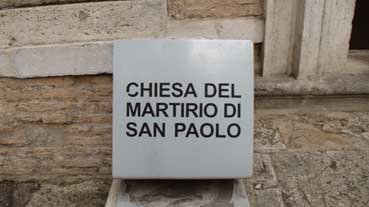 CHIESA DEL
MARTIRIO DI
SAN PAOLO